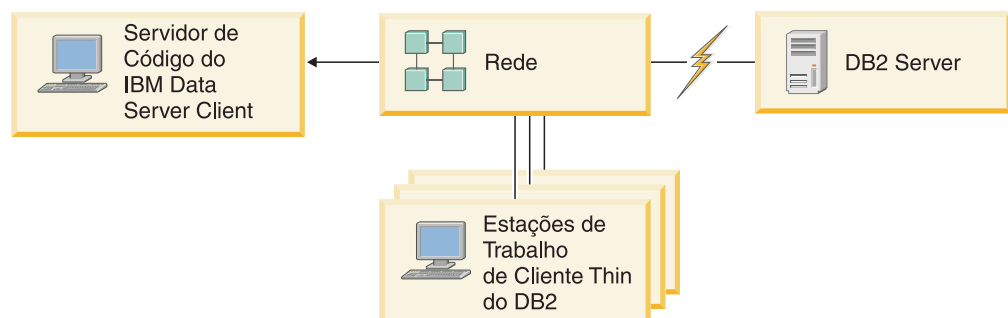 Servidor de
Código do
IBM Data
Server Client
Rede
DB2 Server
Estações de
Trabalho
de Cliente Thin
do DB2